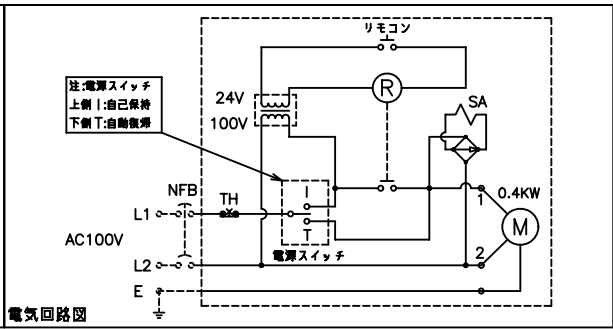 リモコン
注:電源スイッチ
上側 I:自己保持
下側 T:自動復帰
24V
100V
R
SA
NFB
TH
I
T
電源スイッチ
0.4KW
1
M
2
L1
AC100V
L2
E
電気回路図